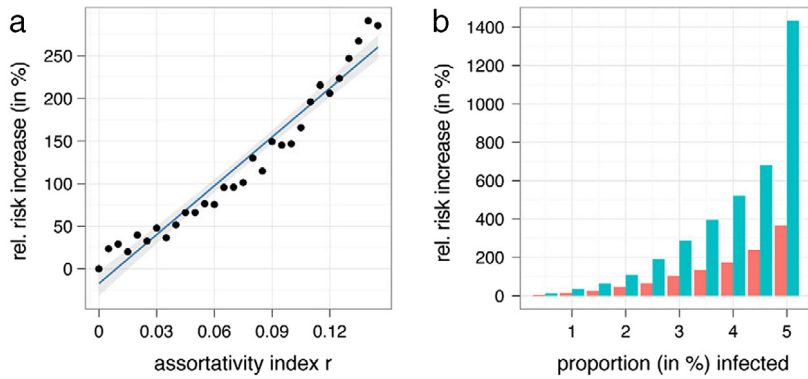 a
rel. risk increase (in %)
250
200
150
100
50
0
0 0.03 0.06 0.09 0.12
assortativity index r
b
rel. risk increase (in %)
1400
1200
1000
800
600
400
200
0
1 2 3 4 5
proportion (in %) infected